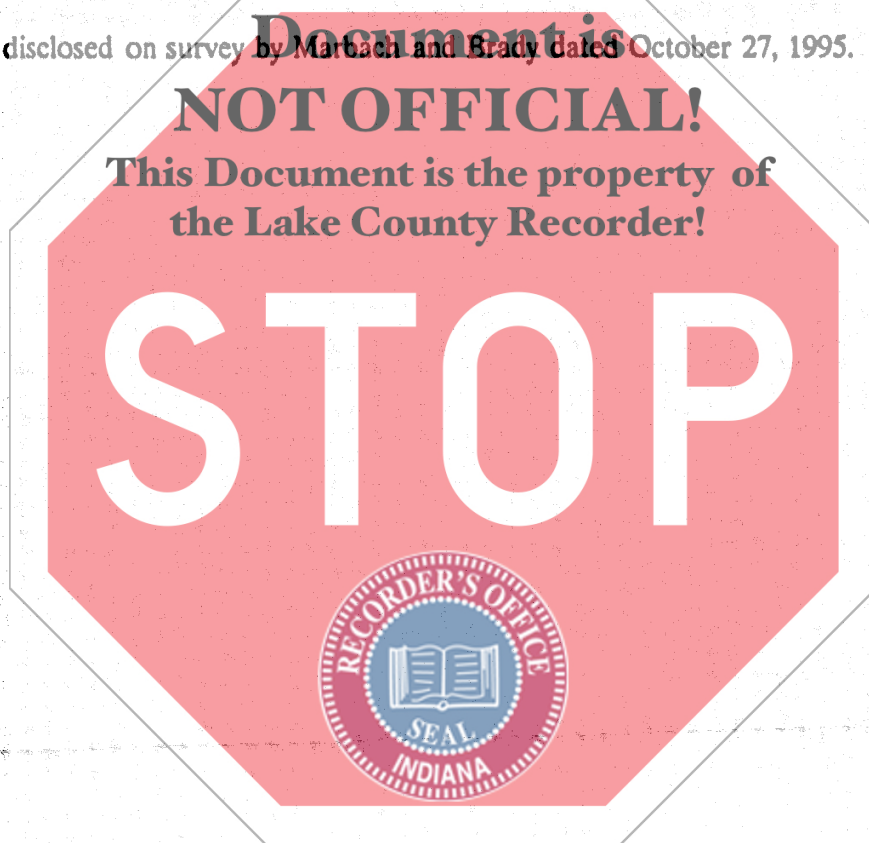 Document is
disclosed on survey by Marbach and Brady dated October 27, 1995.
NOT OFFICIAL!
This Document is the property of
the Lake County Recorder!
STOP
RECORDER'S OFFICE
SEAL
INDIANA